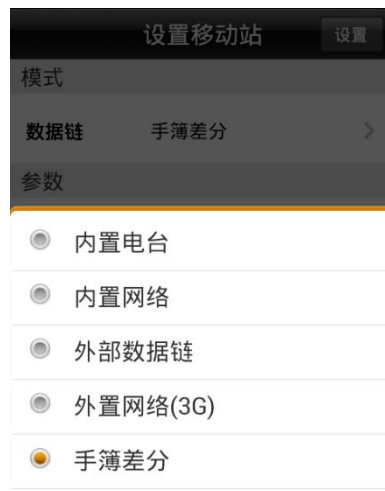 设置移动站 设置
模式
数据链 手簿差分 >
参数
内置电台
内置网络
外部数据链
外置网络(3G)
手簿差分